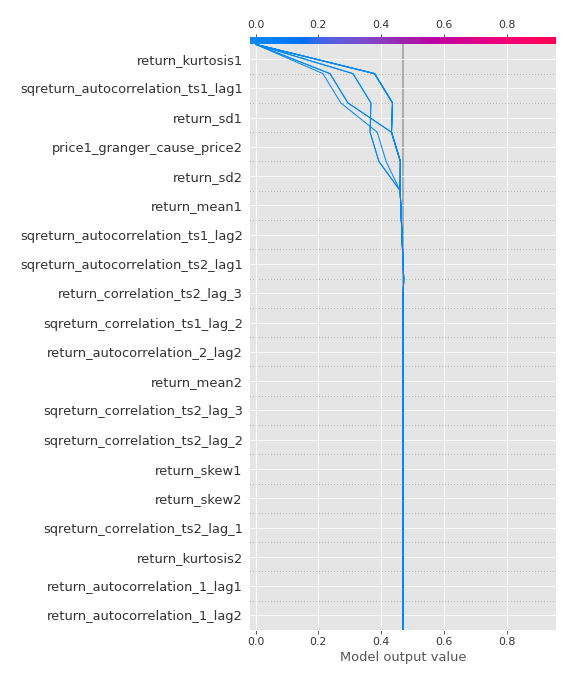 0.0 0.2 0.4 0.6 0.8
return_kurtosis1
sqreturn_autocorrelation_ts1_lag1
return_sd1
price1_granger_cause_price2
return_sd2
return_mean1
sqreturn_autocorrelation_ts1_lag2
sqreturn_autocorrelation_ts2_lag1
return_correlation_ts2_lag_3
sqreturn_correlation_ts1_lag_2
return_autocorrelation_2_lag2
return_mean2
sqreturn_correlation_ts2_lag_3
sqreturn_correlation_ts2_lag_2
return_skew1
return_skew2
sqreturn_correlation_ts2_lag_1
return_kurtosis2
return_autocorrelation_1_lag1
return_autocorrelation_1_lag2
0.0 0.2 0.4 0.6 0.8
Model output value